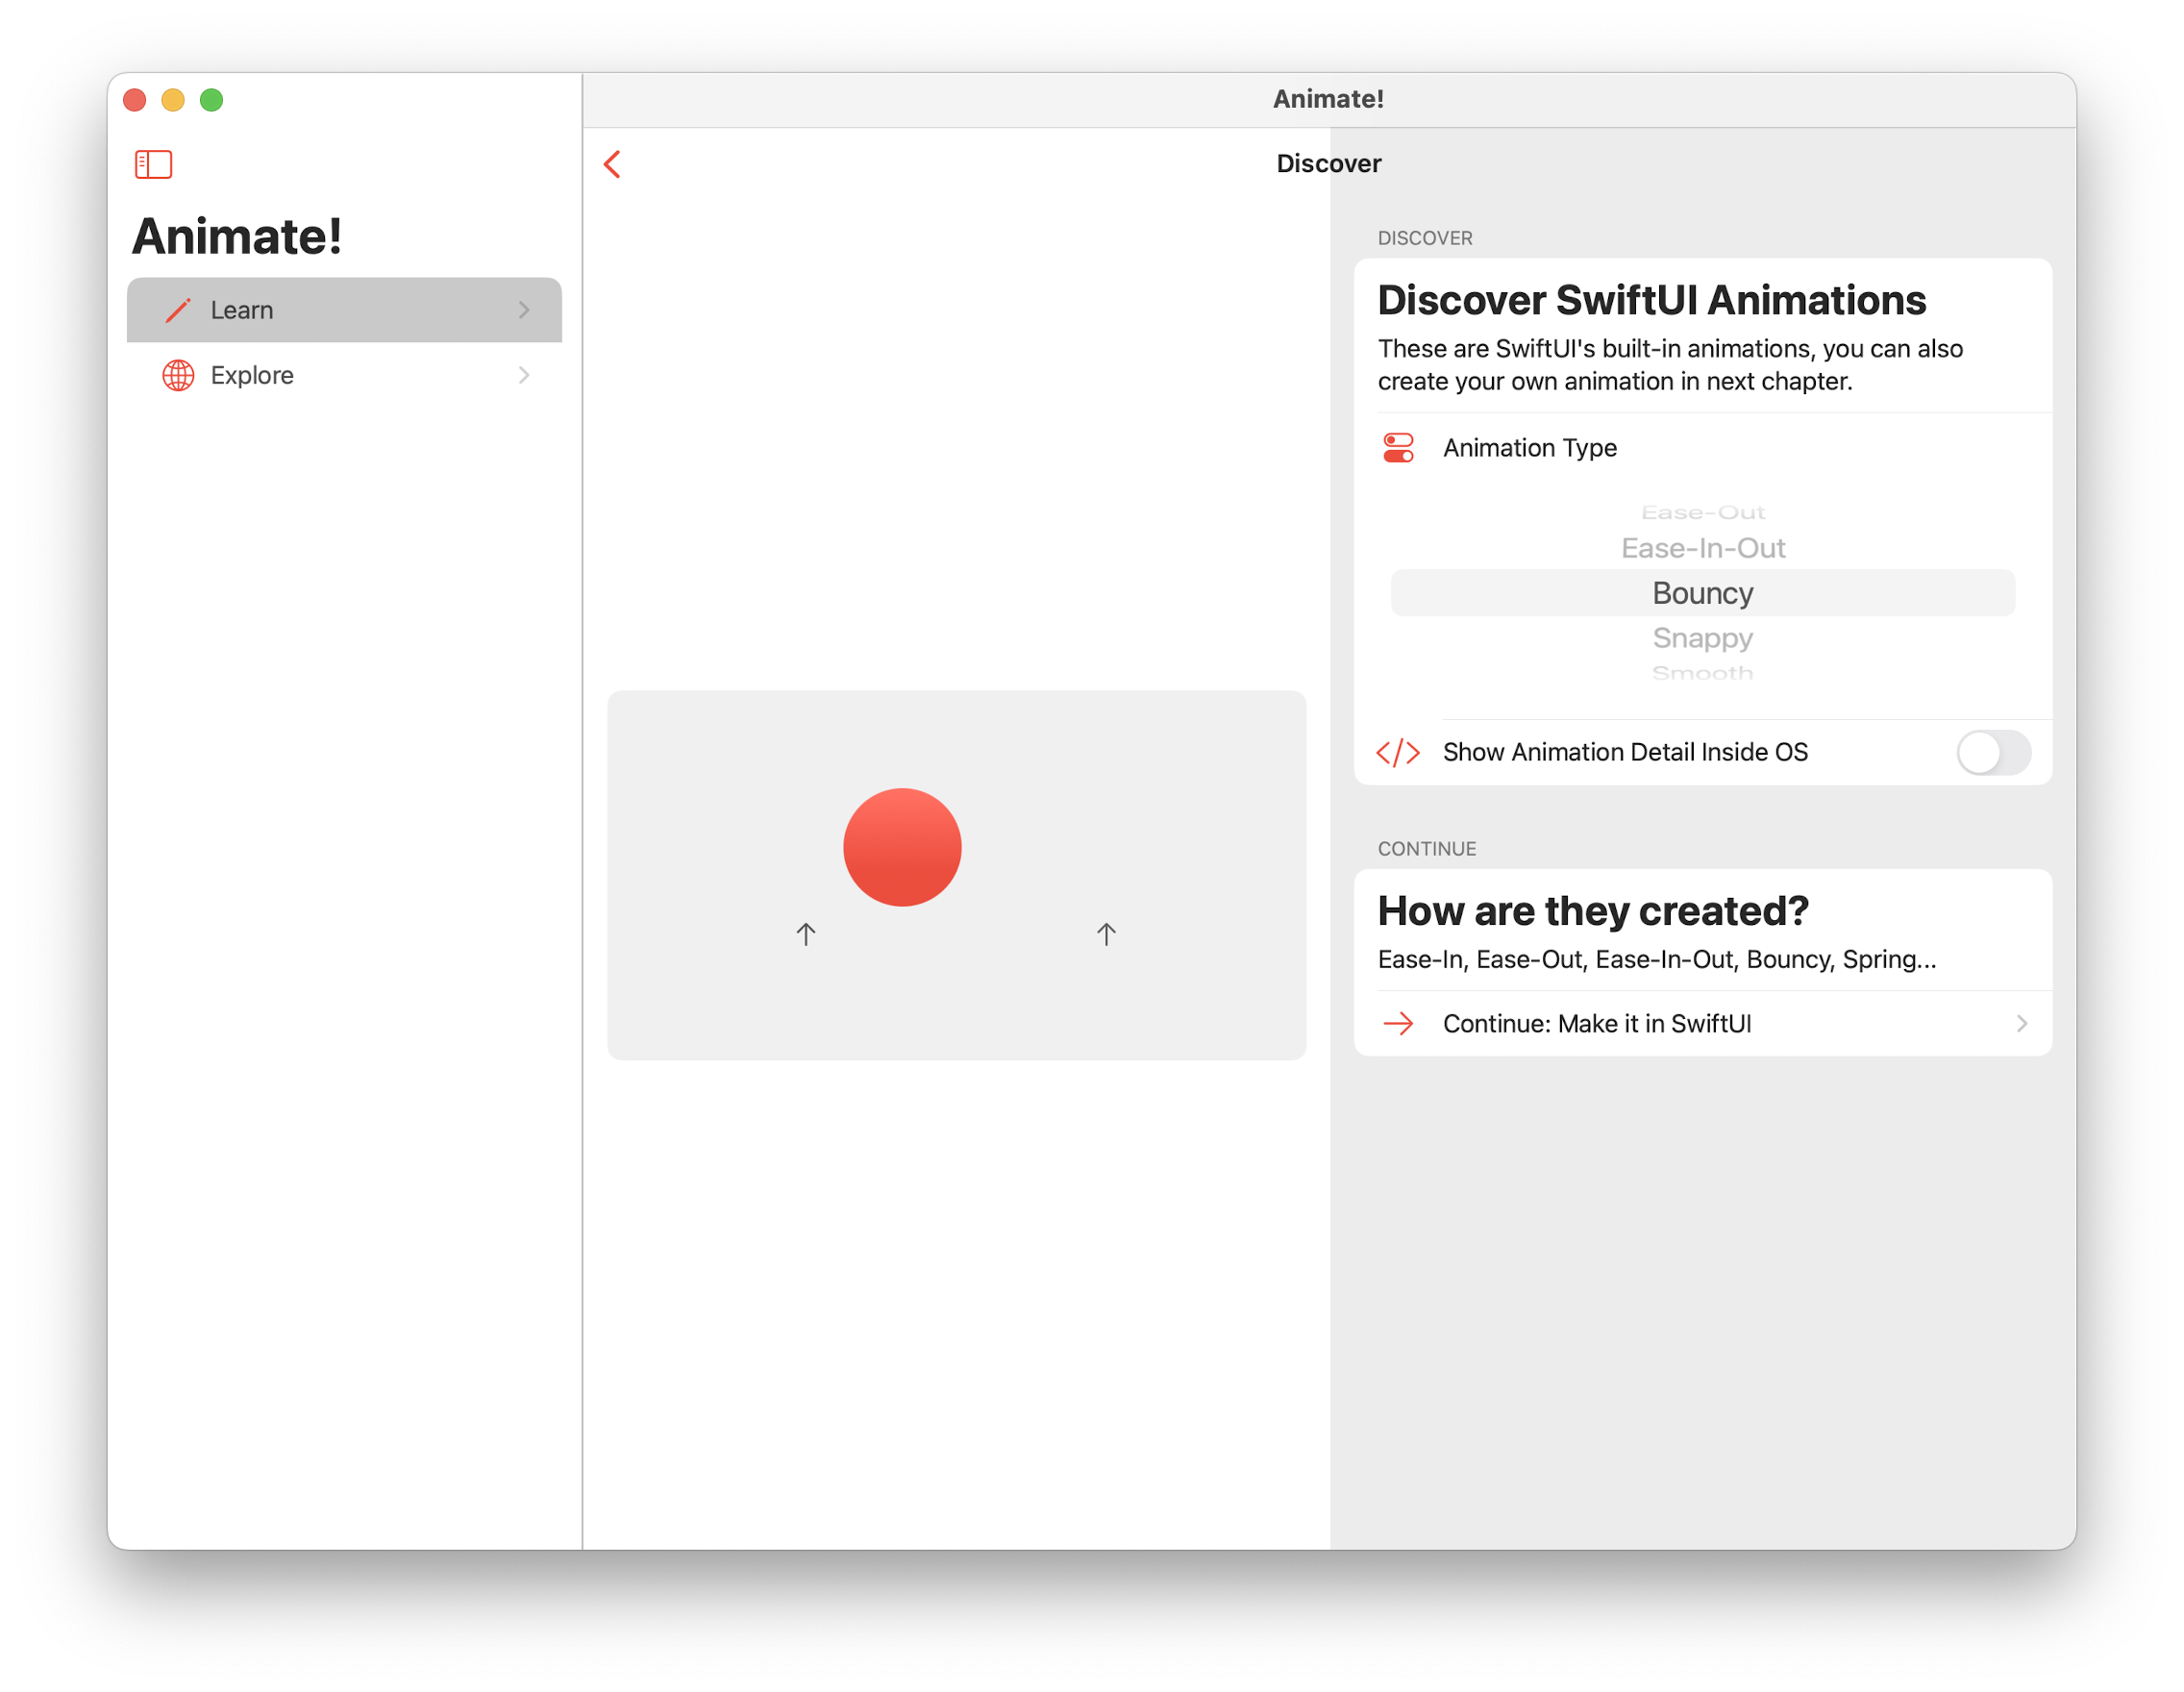 Animate!
Animate!
Learn
Explore
Discover
DISCOVER
Discover SwiftUI Animations
These are SwiftUI's built-in animations, you can also
create your own animation in next chapter.
Animation Type
Ease-Out
Ease-In-Out
Bouncy
Snappy
Smooth
Show Animation Detail Inside OS
CONTINUE
How are they created?
Ease-In, Ease-Out, Ease-In-Out, Bouncy, Spring...
Continue: Make it in SwiftUI